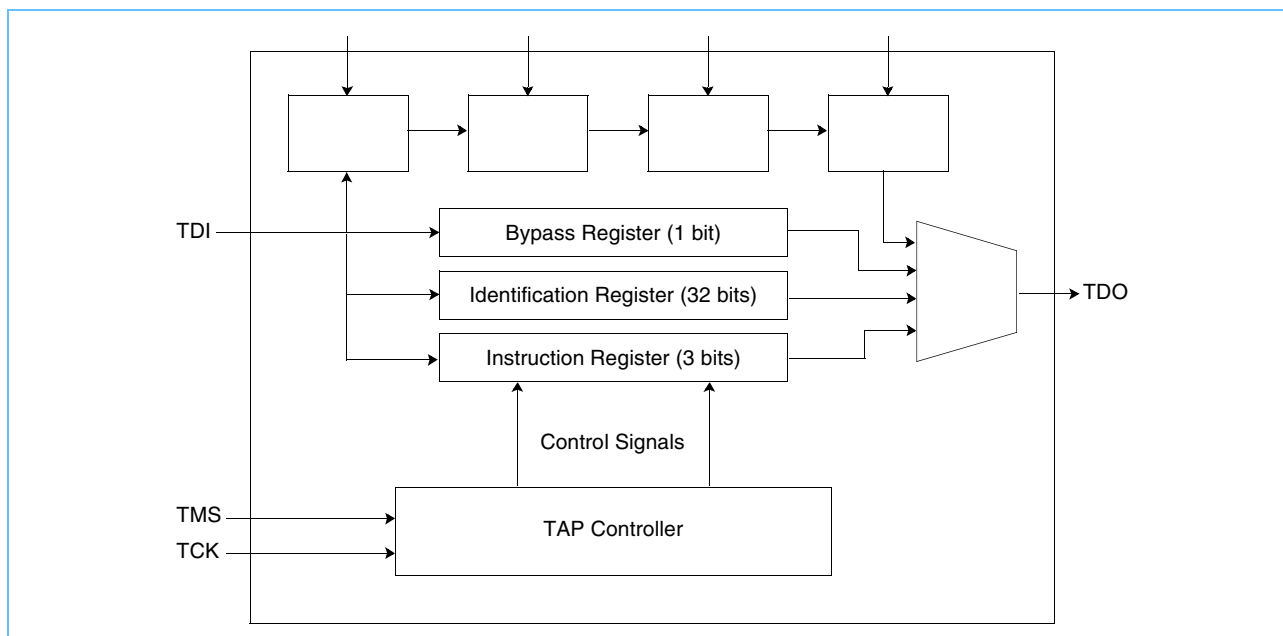 TDI
Bypass Register (1 bit)
Identification Register (32 bits)
TDO
Instruction Register (3 bits)
Control Signals
TMS
TAP Controller
TCK